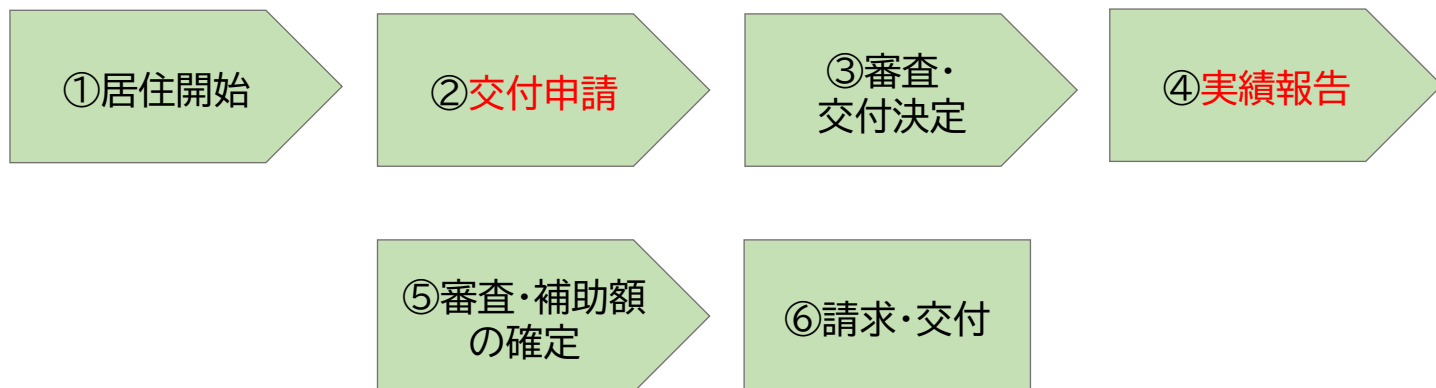 ①居住開始
②交付申請
③審査・
交付決定
④実績報告
⑤審査・補助額
の確定
⑥請求・交付